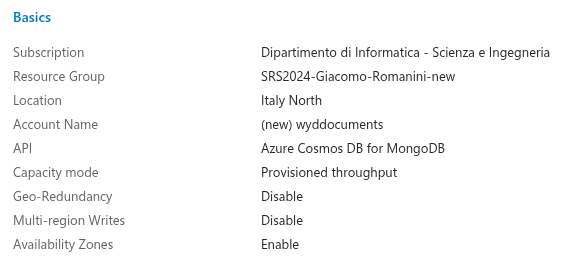 Basics
Subscription Dipartimento di Informatica - Scienza e Ingegneria
Resource Group SRS2024-Giacomo-Romanini-new
Location Italy North
Account Name (new) wyddocuments
API Azure Cosmos DB for MongoDB
Capacity mode Provisioned throughput
Geo-Redundancy Disable
Multi-region Writes Disable
Availability Zones Enable